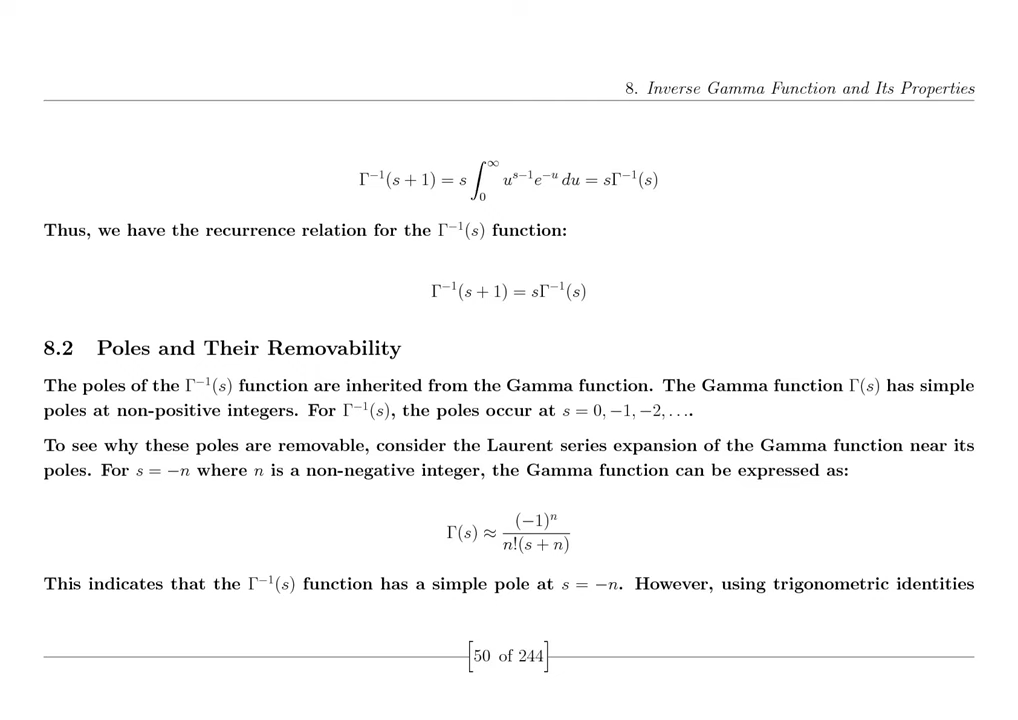 8. Inverse Gamma Function and Its Properties
Γ⁻¹(s + 1) = s ∫₀^∞ uˢ⁻¹e⁻ᵘ du = sΓ⁻¹(s)
Thus, we have the recurrence relation for the Γ⁻¹(s) function:
Γ⁻¹(s + 1) = sΓ⁻¹(s)
8.2 Poles and Their Removability
The poles of the Γ⁻¹(s) function are inherited from the Gamma function. The Gamma function Γ(s) has simple
poles at non-positive integers. For Γ⁻¹(s), the poles occur at s = 0, −1, −2, . . ..
To see why these poles are removable, consider the Laurent series expansion of the Gamma function near its
poles. For s = −n where n is a non-negative integer, the Gamma function can be expressed as:
Γ(s) ≈ (−1)ⁿ / n!(s + n)
This indicates that the Γ⁻¹(s) function has a simple pole at s = −n. However, using trigonometric identities
[50 of 244]